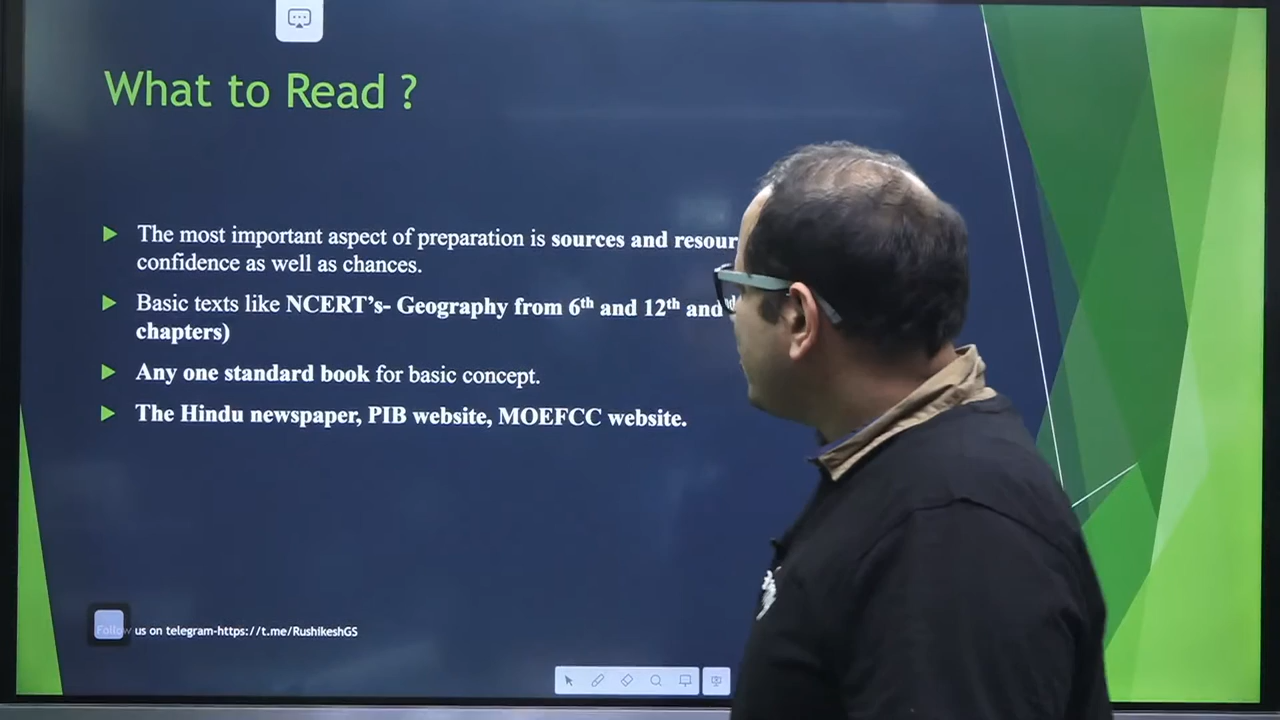 What to Read ?
The most important aspect of preparation is sources and resour
confidence as well as chances.
Basic texts like NCERT’s- Geography from 6th and 12th and
chapters)
Any one standard book for basic concept.
The Hindu newspaper, PIB website, MOEFCC website.
Follow us on telegram-https://t.me/RushikeshGS